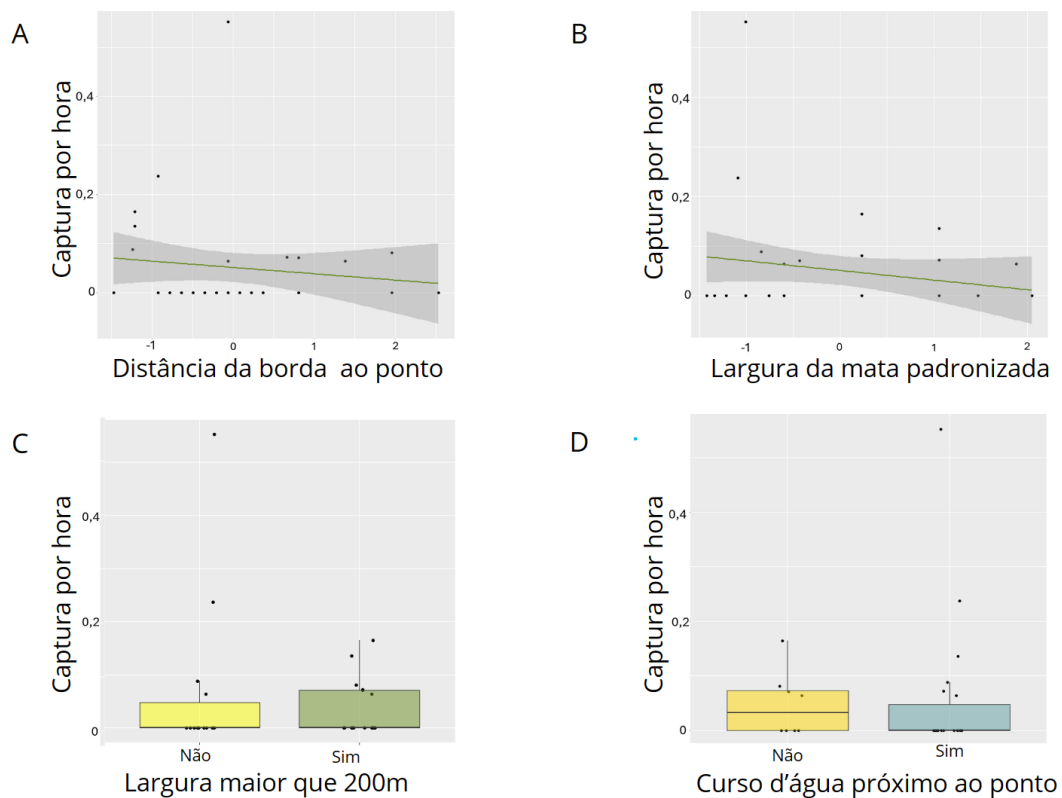 A
Captura por hora
0,4
0,2
0
-1
0
1
2
Distância da borda ao ponto
B
Captura por hora
0,4
0,2
0
-1
0
1
2
Largura da mata padronizada
C
Captura por hora
0,4
0,2
0
Não
Sim
Largura maior que 200m
D
Captura por hora
0,4
0,2
0
Não
Sim
Curso d’água próximo ao ponto